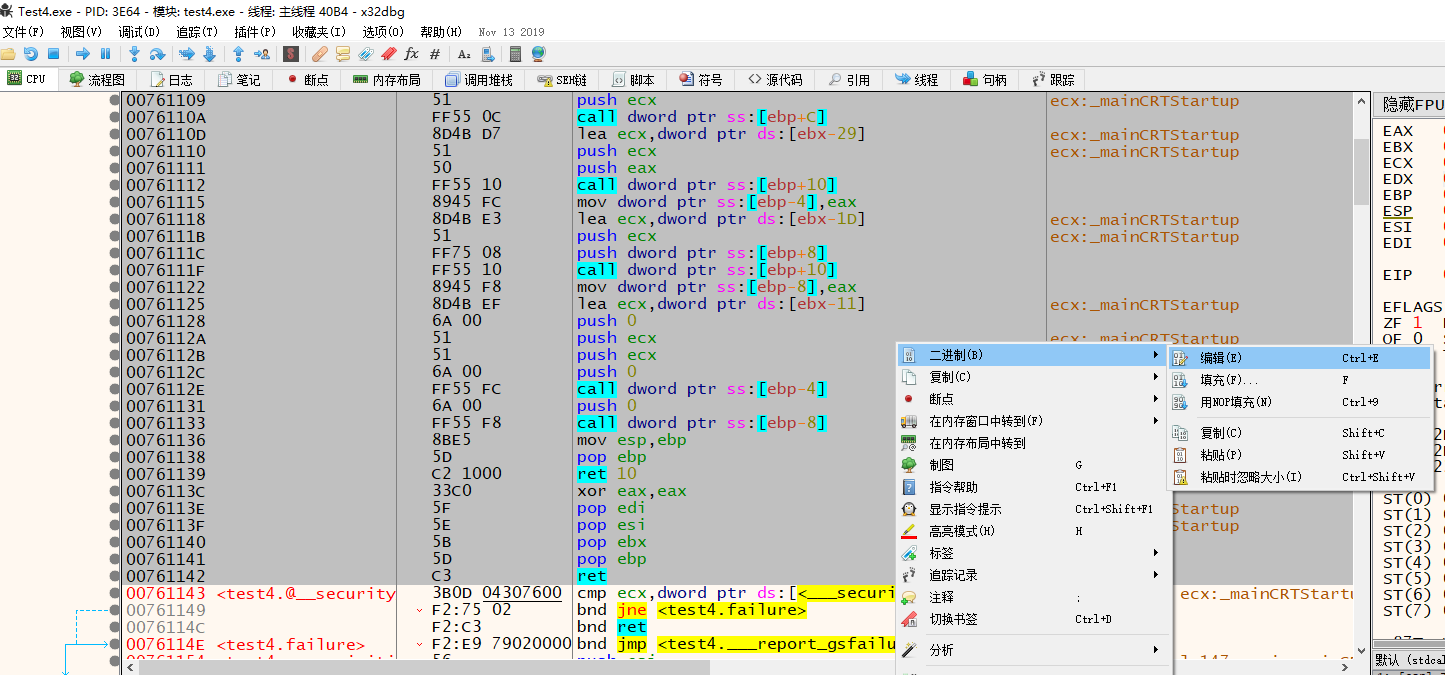 Test4.exe - PID: 3E64 - 模块: test4.exe - 线程: 主线程 40B4 - x32dbg
文件(F) 视图(V) 调试(D) 追踪(T) 插件(P) 收藏夹(I) 选项(O) 帮助(H) Nov 13 2019
CPU 流程图 日志 笔记 断点 内存布局 调用堆栈 SEH链 脚本 符号 源代码 引用 线程 句柄 跟踪
00761109 51 push ecx ecx:_mainCRTStartup
0076110A FF55 0C call dword ptr ss:[ebp+C]
0076110D 8D4B D7 lea ecx,dword ptr ds:[ebx-29] ecx:_mainCRTStartup
00761110 51 push ecx ecx:_mainCRTStartup
00761111 50 push eax
00761112 FF55 10 call dword ptr ss:[ebp+10]
00761115 8945 FC mov dword ptr ss:[ebp-4],eax
00761118 8D4B E3 lea ecx,dword ptr ds:[ebx-1D] ecx:_mainCRTStartup
0076111B 51 push ecx ecx:_mainCRTStartup
0076111C FF75 08 push dword ptr ss:[ebp+8]
0076111F FF55 10 call dword ptr ss:[ebp+10]
00761122 8945 F8 mov dword ptr ss:[ebp-8],eax
00761125 8D4B EF lea ecx,dword ptr ds:[ebx-11] ecx:_mainCRTStartup
00761128 6A 00 push 0
0076112A 51 push ecx ecx:_mainCRTStartup
0076112B 51 push ecx
0076112C 6A 00 push 0
0076112E FF55 FC call dword ptr ss:[ebp-4]
00761131 6A 00 push 0
00761133 FF55 F8 call dword ptr ss:[ebp-8]
00761136 8BE5 mov esp,ebp
00761138 5D pop ebp
00761139 C2 1000 ret 10
0076113C 33C0 xor eax,eax
0076113E 5F pop edi
0076113F 5E pop esi
00761140 5B pop ebx
00761141 5D pop ebp
00761142 C3 ret
00761143 <test4.@__security 3B0D 04307600 cmp ecx,dword ptr ds:[<___securi ecx:_mainCRTStartu
00761149 F2:75 02 bnd jne <test4.failure>
0076114C F2:C3 bnd ret
0076114E <test4.failure> F2:E9 79020000 bnd jmp <test4.___report_gsfailu
二进制(B)
复制(C)
断点
在内存窗口中转到(F)
在内存布局中转到
制图 G
指令帮助 Ctrl+F1
显示指令提示 Ctrl+Shift+F1
高亮模式(H) H
标签
追踪记录
注释 ;
切换书签 Ctrl+D
分析
编辑(E) Ctrl+E
填充(F)... F
用NOP填充(N) Ctrl+9
复制(C) Shift+C
粘贴(P) Shift+V
粘贴时忽略大小(I) Ctrl+Shift+V
Startup
Startup
隐藏FPU
EAX
EBX
ECX
EDX
EBP
ESP
ESI
EDI
EIP
EFLAGS
ZF 1
OF 0
ST(0)
ST(1)
ST(2)
ST(3)
ST(4)
ST(5)
ST(6)
ST(7)
默认 (stdcal